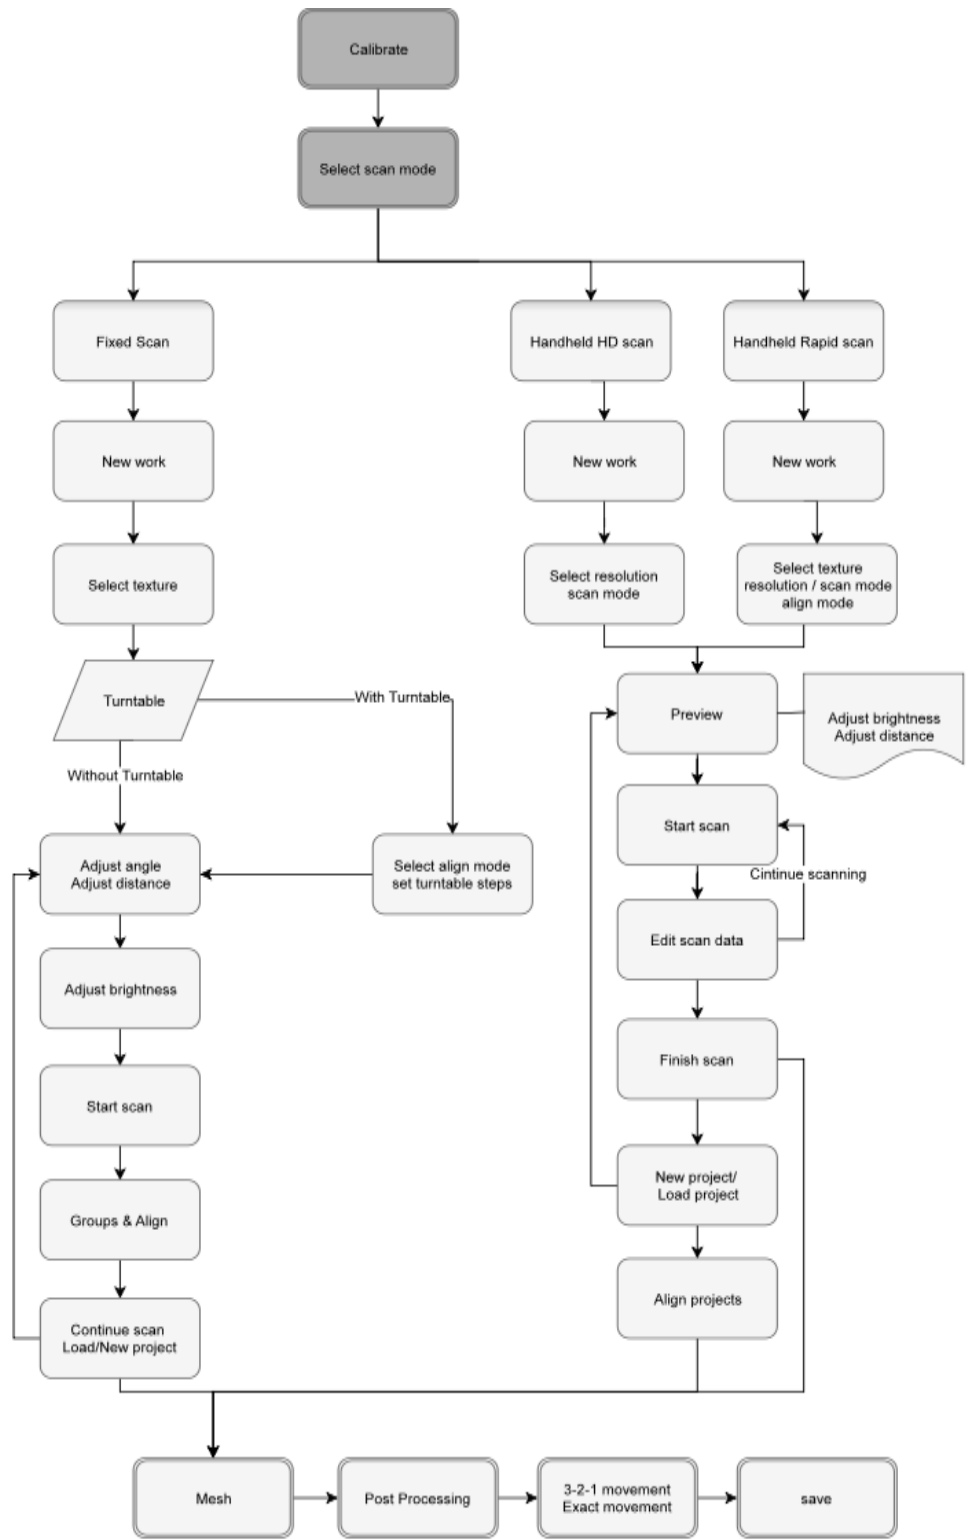 Calibrate
Select scan mode
Fixed Scan
Handheld HD scan
Handheld Rapid scan
New work
New work
New work
Select texture
Select resolution
scan mode
Select texture
resolution / scan mode
align mode
Turntable
With Turntable
Without Turntable
Preview
Adjust brightness
Adjust distance
Start scan
Cintinue scanning
Adjust angle
Adjust distance
Select align mode
set turntable steps
Edit scan data
Adjust brightness
Finish scan
Start scan
New project/
Load project
Groups & Align
Align projects
Continue scan
Load/New project
Mesh
Post Processing
3-2-1 movement
Exact movement
save